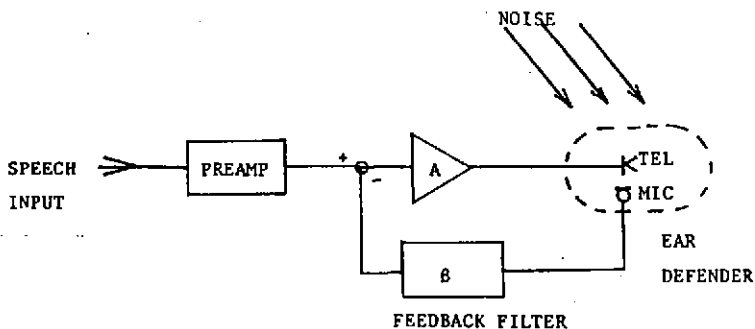 NOISE
SPEECH
INPUT
PREAMP
+
-
A
TEL
MIC
β
EAR
DEFENDER
FEEDBACK FILTER